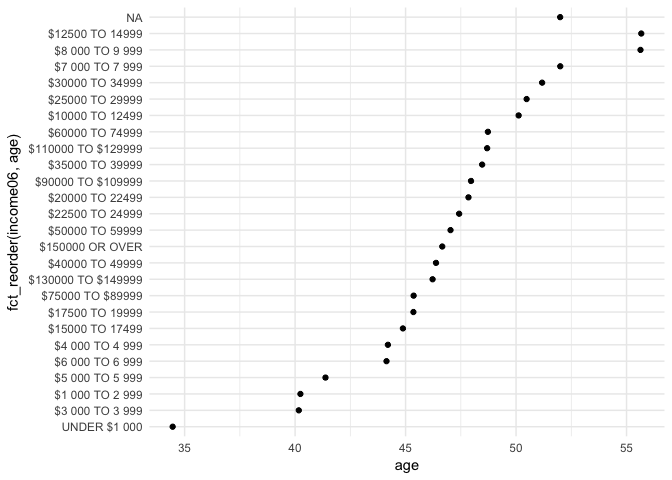 NA
$12500 TO 14999
$8 000 TO 9 999
$7 000 TO 7 999
$30000 TO 34999
$25000 TO 29999
$10000 TO 12499
$60000 TO 74999
$110000 TO $129999
$35000 TO 39999
$90000 TO $109999
$20000 TO 22499
$22500 TO 24999
$50000 TO 59999
$150000 OR OVER
$40000 TO 49999
$130000 TO $149999
$75000 TO $89999
$17500 TO 19999
$15000 TO 17499
$4 000 TO 4 999
$6 000 TO 6 999
$5 000 TO 5 999
$1 000 TO 2 999
$3 000 TO 3 999
UNDER $1 000
fct_reorder(income06, age)
35 40 45 50 55
age